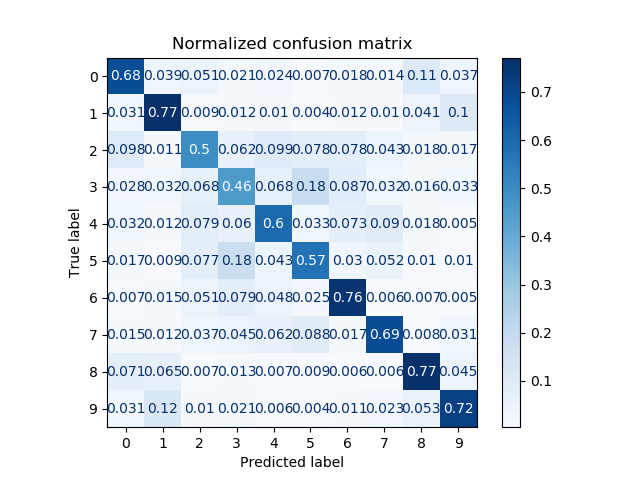 Normalized confusion matrix
0 0.68 0.039 0.051 0.021 0.024 0.007 0.018 0.014 0.11 0.037
1 0.031 0.77 0.009 0.012 0.01 0.004 0.012 0.01 0.041 0.1
2 0.098 0.011 0.5 0.062 0.099 0.078 0.078 0.043 0.018 0.017
3 0.028 0.032 0.068 0.46 0.068 0.18 0.087 0.032 0.016 0.033
4 0.032 0.012 0.079 0.06 0.6 0.033 0.073 0.09 0.018 0.005
5 0.017 0.009 0.077 0.18 0.043 0.57 0.03 0.052 0.01 0.01
6 0.007 0.015 0.051 0.079 0.048 0.025 0.76 0.006 0.007 0.005
7 0.015 0.012 0.037 0.045 0.062 0.088 0.017 0.69 0.008 0.031
8 0.071 0.065 0.007 0.013 0.007 0.009 0.006 0.006 0.77 0.045
9 0.031 0.12 0.01 0.021 0.006 0.004 0.011 0.023 0.053 0.72
0 1 2 3 4 5 6 7 8 9
Predicted label
True label
0.7
0.6
0.5
0.4
0.3
0.2
0.1